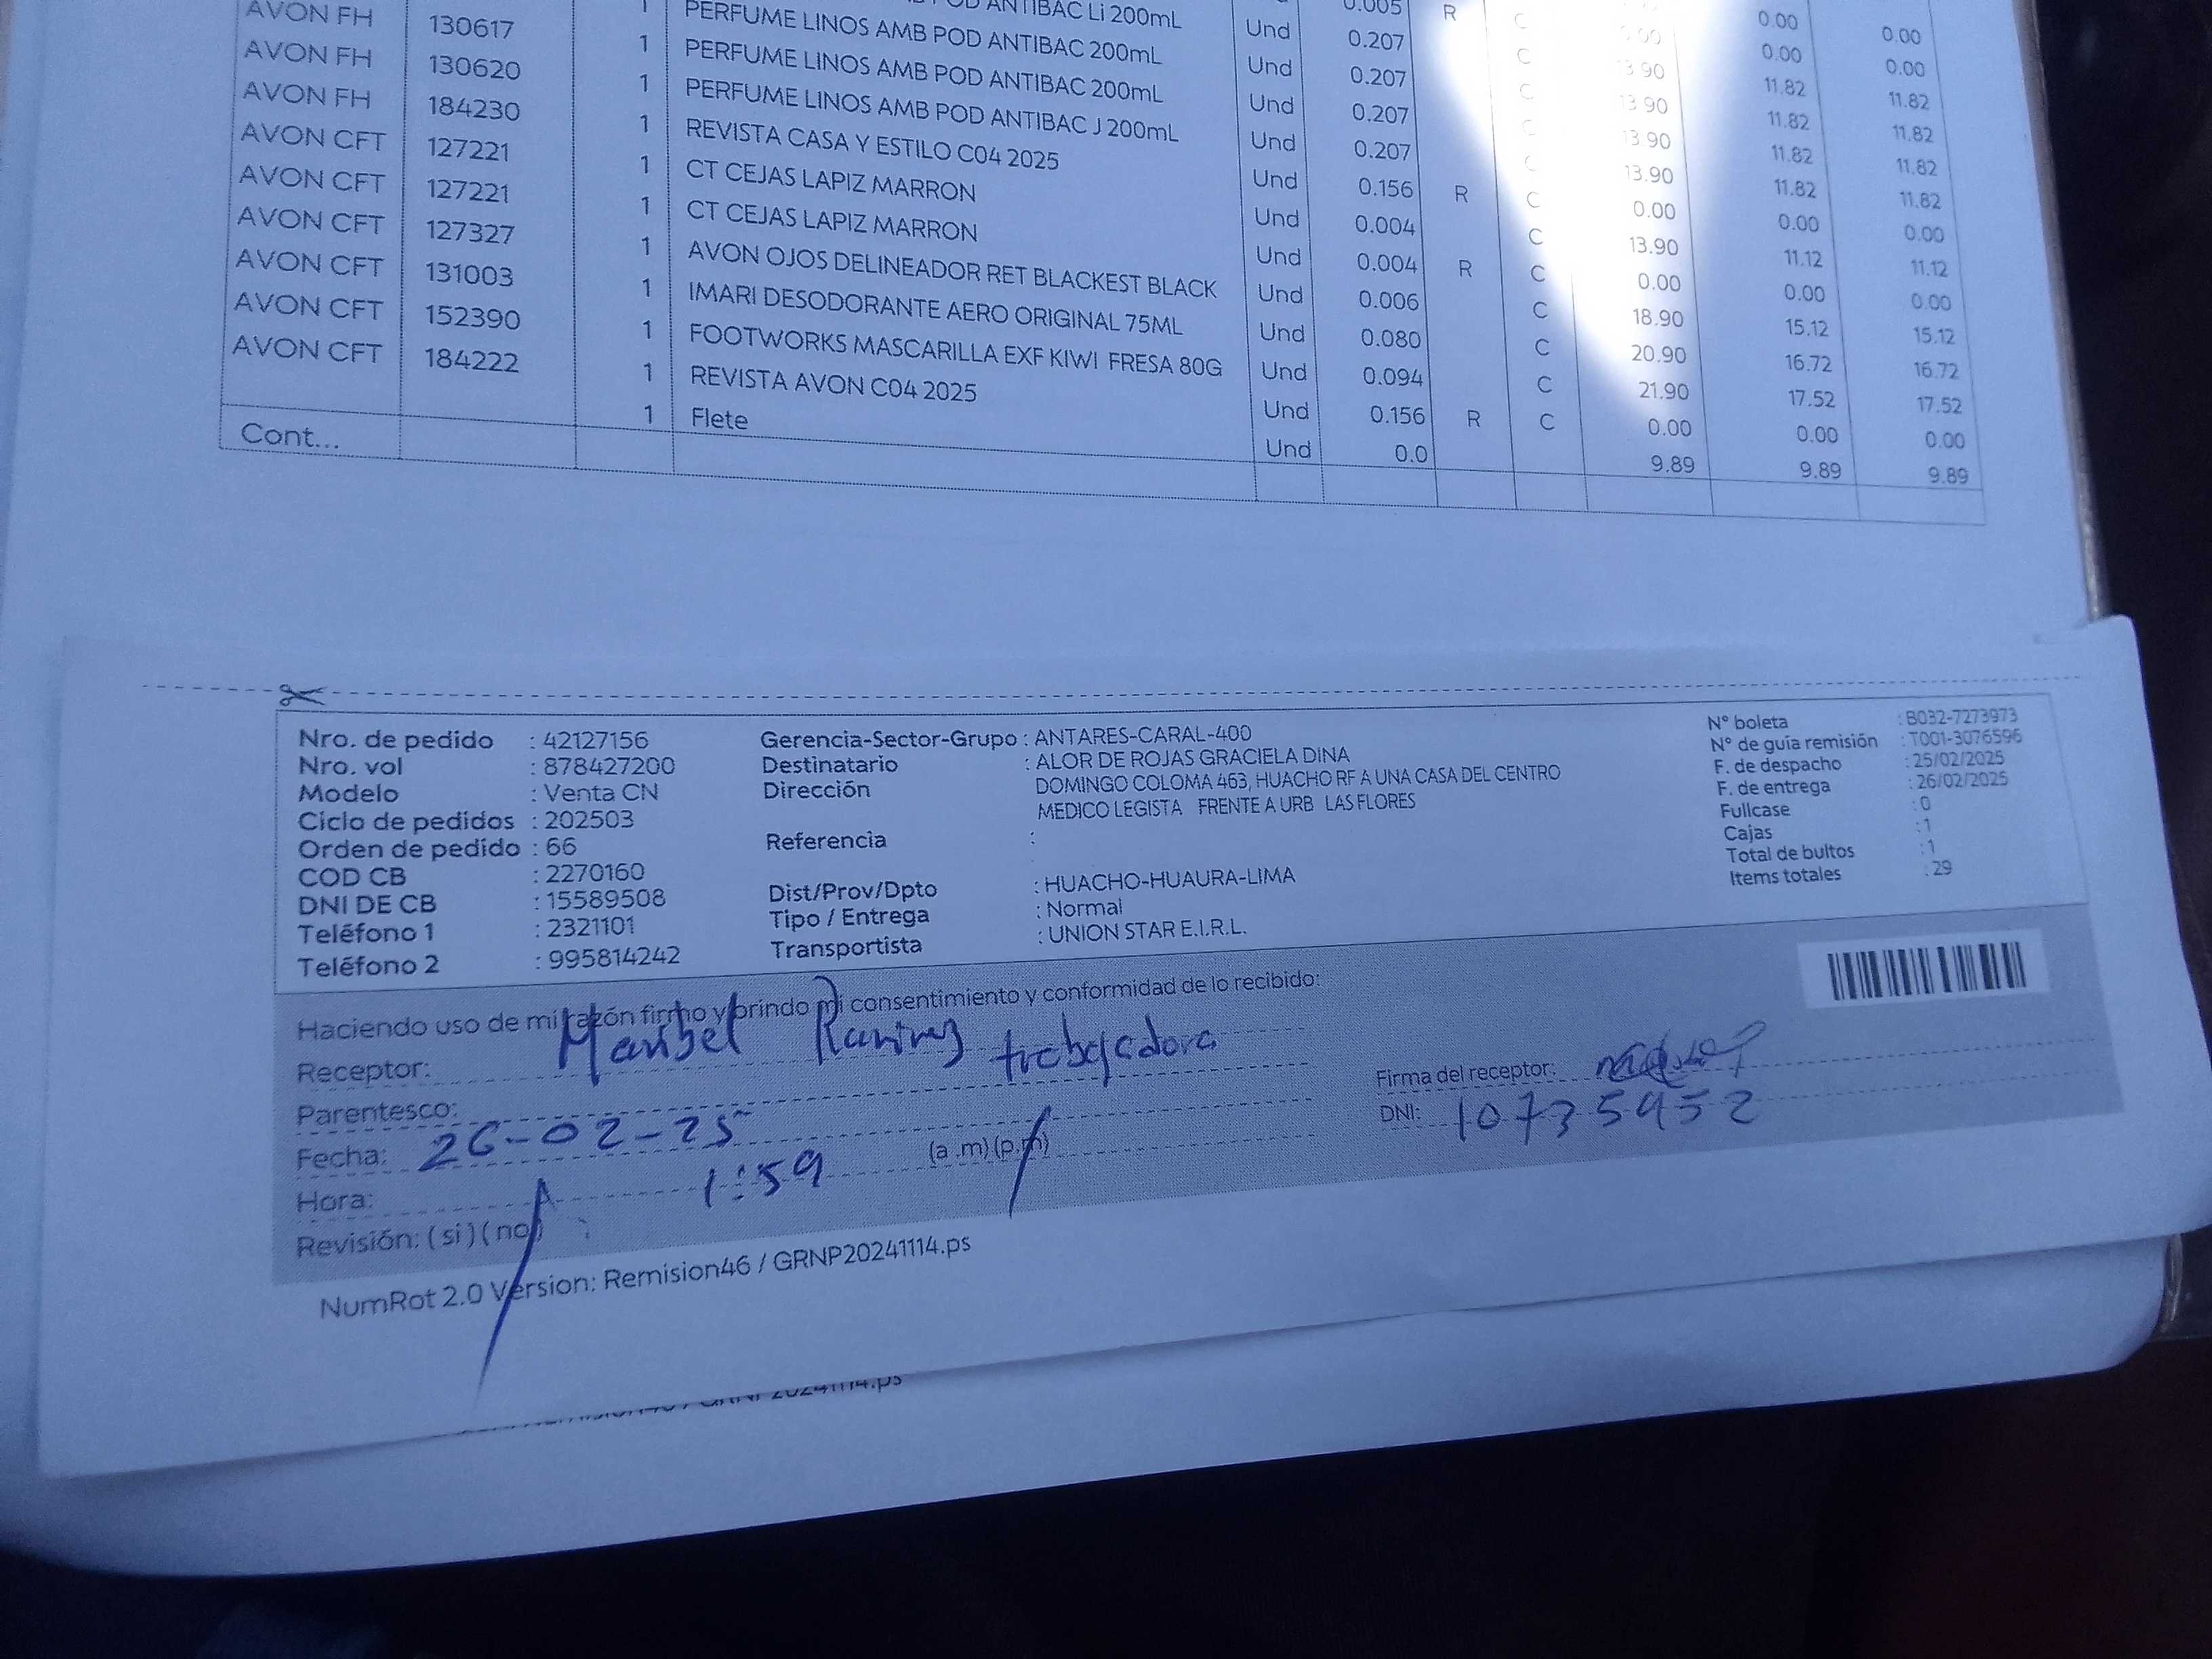 ANTIBAC Li 200mL 0.005 R C 0.00
AVON FH 130617 1 PERFUME LINOS AMB POD ANTIBAC 200mL Und 0.207 C 0.00 0.00
AVON FH 130620 1 PERFUME LINOS AMB POD ANTIBAC 200mL Und 0.207 C 13.90 11.82 11.82
AVON FH 184230 1 PERFUME LINOS AMB POD ANTIBAC J 200mL Und 0.207 C 13.90 11.82 11.82
AVON CFT 127221 1 REVISTA CASA Y ESTILO C04 2025 Und 0.207 C 13.90 11.82 11.82
AVON CFT 127221 1 CT CEJAS LAPIZ MARRON Und 0.156 R C 13.90 11.82 11.82
AVON CFT 127327 1 CT CEJAS LAPIZ MARRON Und 0.004 C 0.00 0.00 0.00
AVON CFT 131003 1 AVON OJOS DELINEADOR RET BLACKEST BLACK Und 0.004 R C 13.90 11.12 11.12
AVON CFT 152390 1 IMARI DESODORANTE AERO ORIGINAL 75ML Und 0.006 C 0.00 0.00 0.00
AVON CFT 184222 1 FOOTWORKS MASCARILLA EXF KIWI FRESA 80G Und 0.080 C 18.90 15.12 15.12
1 REVISTA AVON C04 2025 Und 0.094 C 20.90 16.72 16.72
1 Flete Und 0.156 R C 21.90 17.52 17.52
Cont... Und 0.0 0.00 0.00 0.00
9.89 9.89 9.89
Nro. de pedido : 42127156 Gerencia-Sector-Grupo : ANTARES-CARAL-400 N° boleta : B032-7273973
Nro. vol : 878427200 Destinatario : ALOR DE ROJAS GRACIELA DINA N° de guía remisión : T001-3076596
Modelo : Venta CN Dirección DOMINGO COLOMA 463, HUACHO RF A UNA CASA DEL CENTRO F. de despacho : 25/02/2025
Ciclo de pedidos : 202503 MEDICO LEGISTA FRENTE A URB LAS FLORES F. de entrega : 26/02/2025
Orden de pedido : 66 Referencia : Fullcase : 0
COD CB : 2270160 Cajas : 1
DNI DE CB : 15589508 Dist/Prov/Dpto : HUACHO-HUAURA-LIMA Total de bultos : 1
Teléfono 1 : 2321101 Tipo / Entrega : Normal Items totales : 29
Teléfono 2 : 995814242 Transportista : UNION STAR E.I.R.L.
Haciendo uso de mi razón firmo y brindo mi consentimiento y conformidad de lo recibido:
Receptor: Maribel Ramirez trabajadora
Firma del receptor:
Parentesco:
DNI: 10735952
Fecha: 26-02-25
Hora: 1:59 (a.m)(p.m)
Revisión: (si)(no)
NumRot 2.0 Version: Remision46 / GRNP20241114.ps